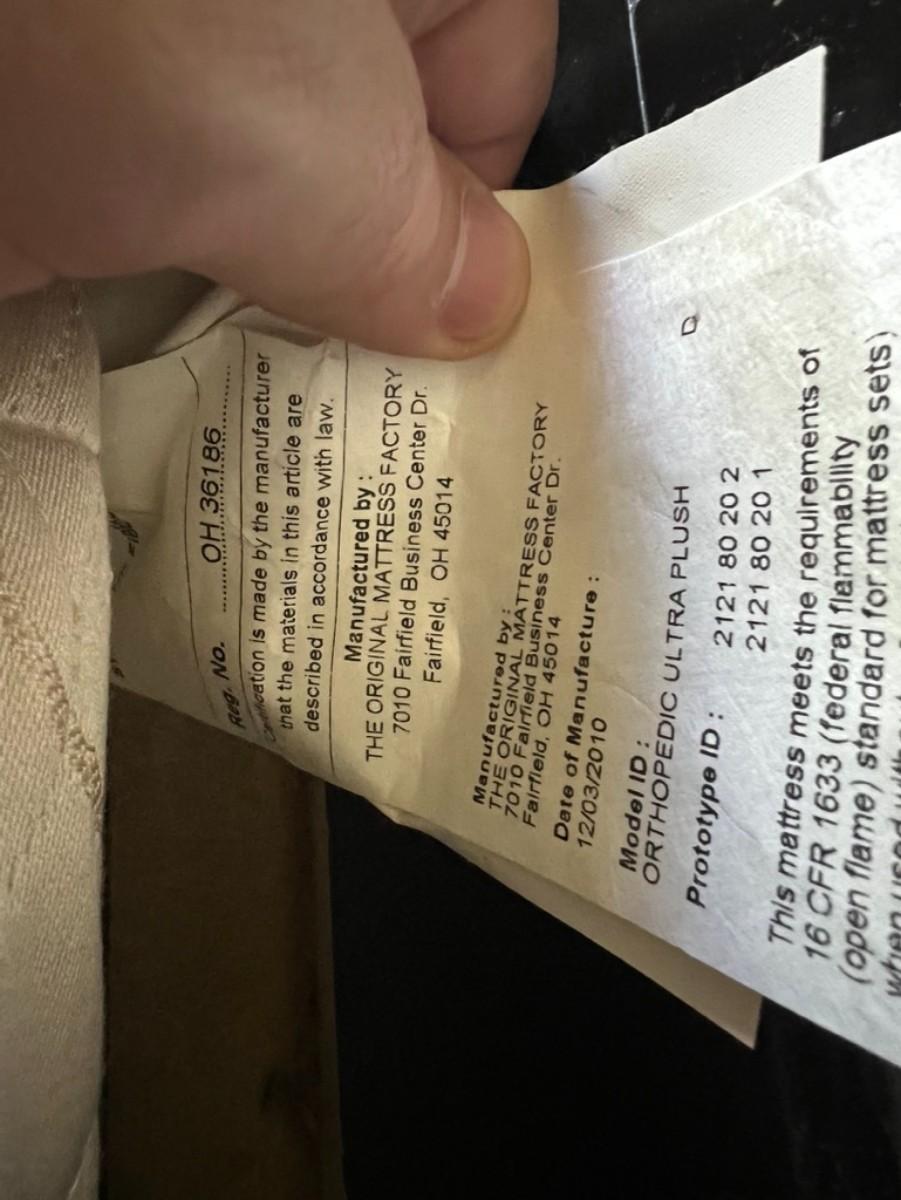 Reg. No. OH 36186
Certification is made by the manufacturer
that the materials in this article are
described in accordance with law.
Manufactured by :
THE ORIGINAL MATTRESS FACTORY
7010 Fairfield Business Center Dr.
Fairfield, OH 45014
Manufactured by :
THE ORIGINAL MATTRESS FACTORY
7010 Fairfield Business Center Dr.
Fairfield, OH 45014
Date of Manufacture :
12/03/2010
Model ID :
ORTHOPEDIC ULTRA PLUSH D
Prototype ID : 2121 80 20 2
2121 80 20 1
This mattress meets the requirements of
16 CFR 1633 (federal flammability
(open flame) standard for mattress sets)
when used